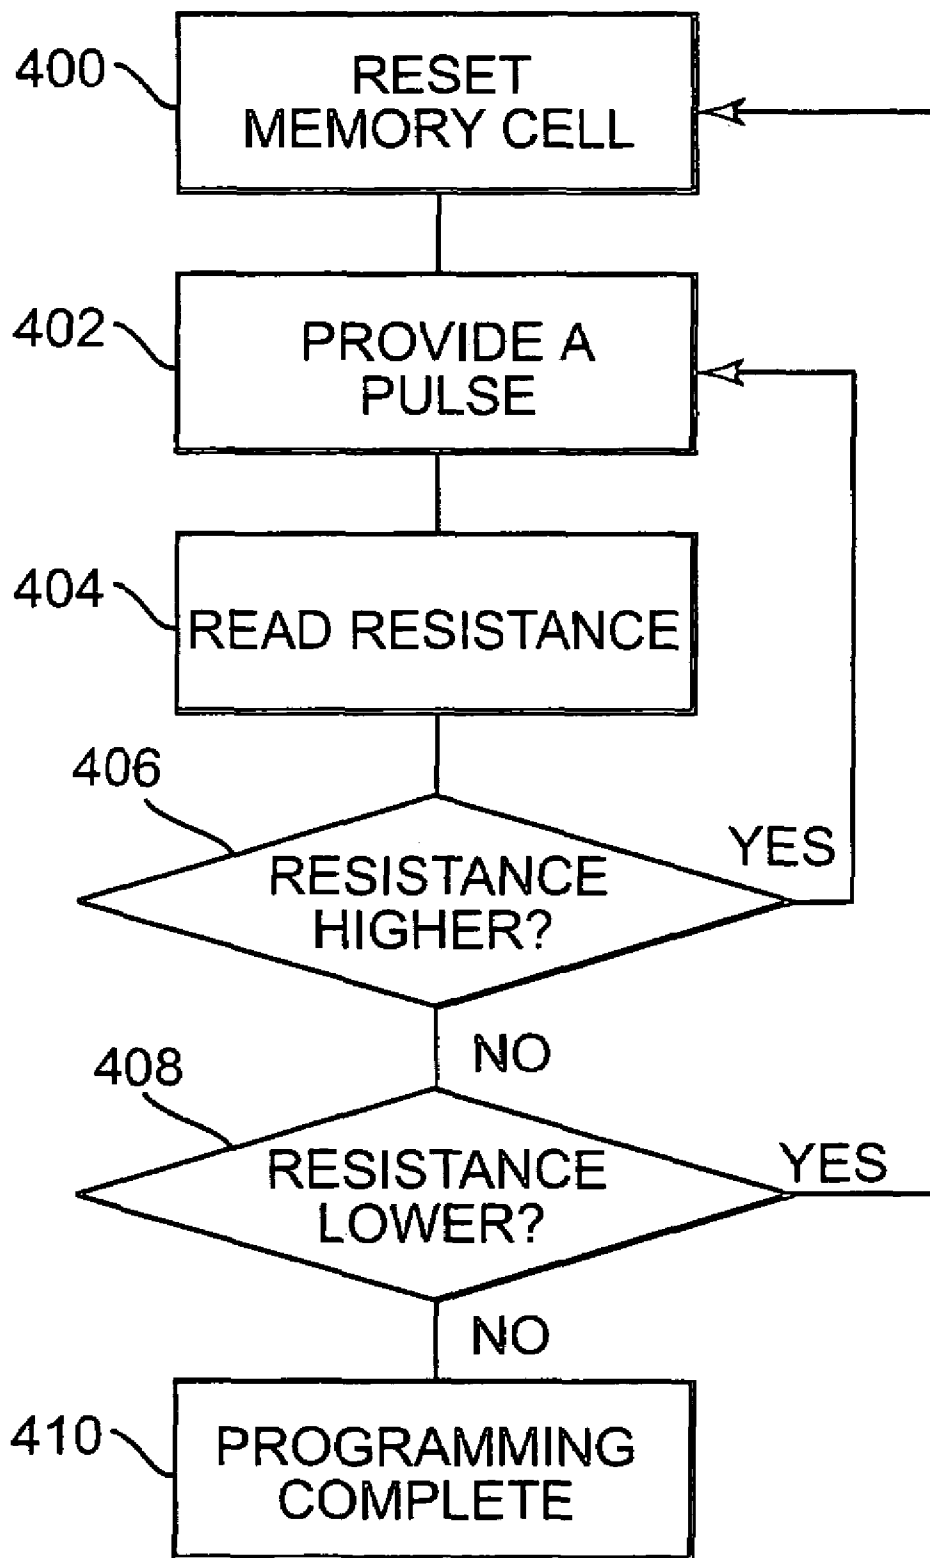 400
RESET
MEMORY CELL
402
PROVIDE A
PULSE
404
READ RESISTANCE
406
RESISTANCE
HIGHER?
YES
NO
408
RESISTANCE
LOWER?
YES
NO
410
PROGRAMMING
COMPLETE